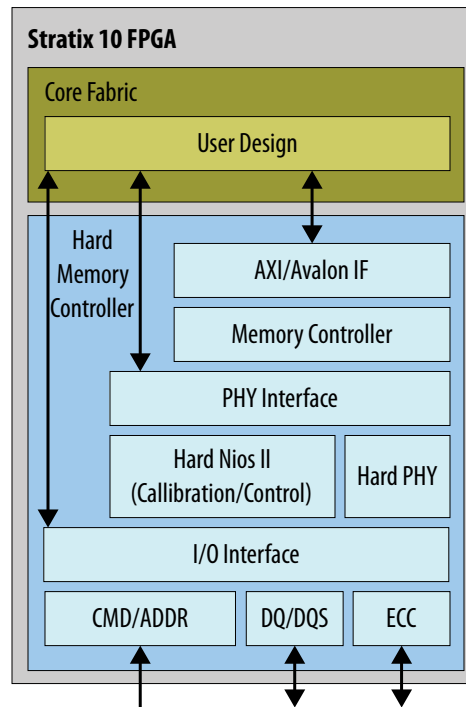 Stratix 10 FPGA
Core Fabric
User Design
Hard
Memory
Controller
AXI/Avalon IF
Memory Controller
PHY Interface
Hard Nios II
(Callibration/Control)
Hard PHY
I/O Interface
CMD/ADDR
DQ/DQS
ECC